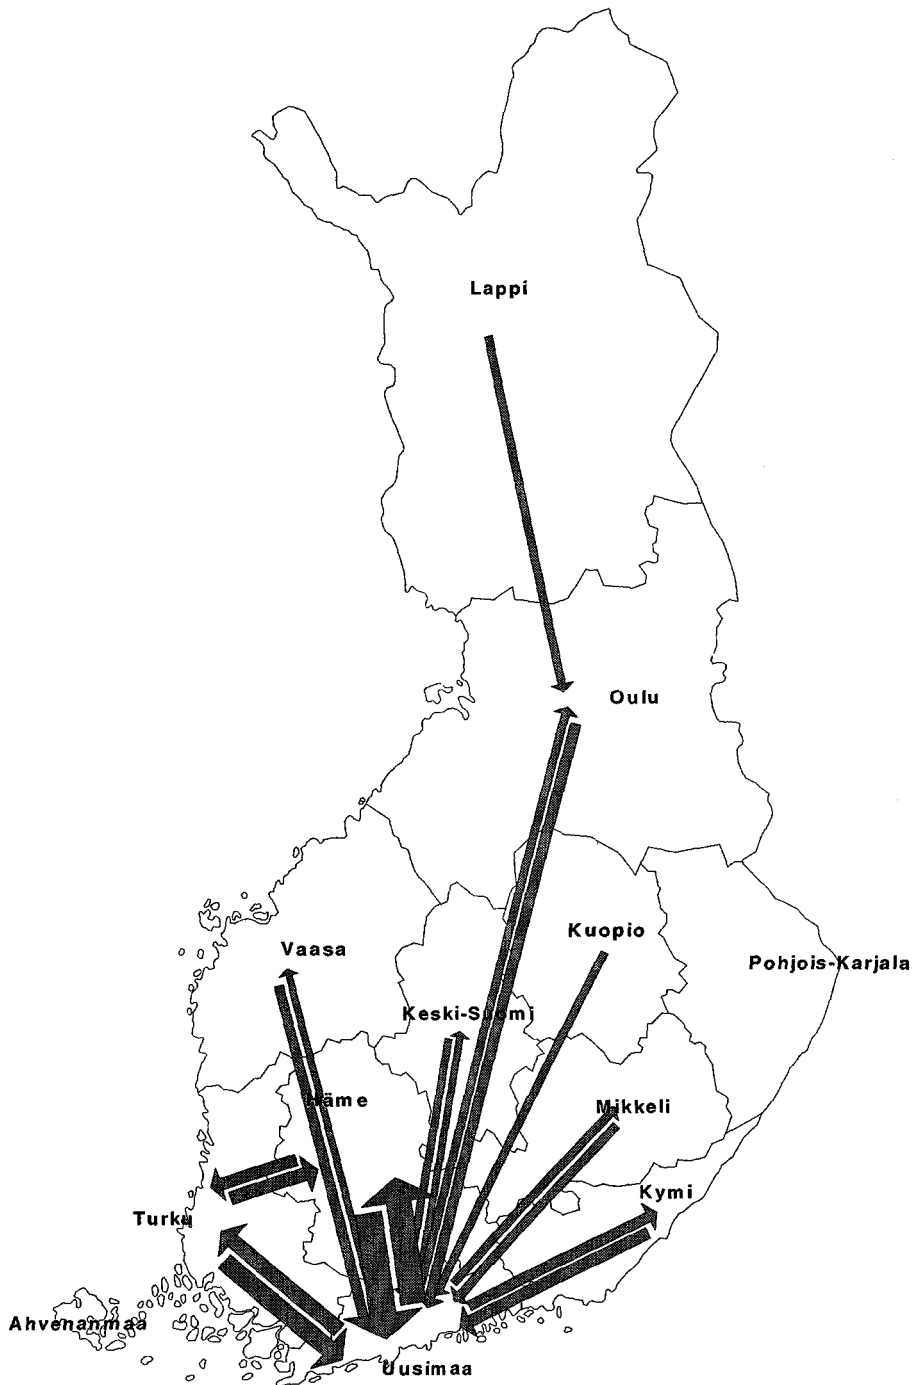 Lappi
Oulu
Kuopio
Vaasa
Pohjois-Karjala
Keski-Suomi
Häme
Mikkeli
Kymi
Turku
Ahvenanmaa
Uusimaa